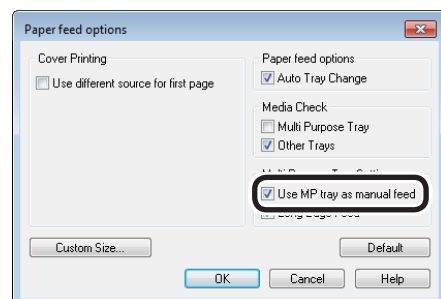 Paper feed options
Cover Printing
Use different source for first page
Paper feed options
Auto Tray Change
Media Check
Multi Purpose Tray
Other Trays
Use MP tray as manual feed
Custom Size...
Default
OK
Cancel
Help